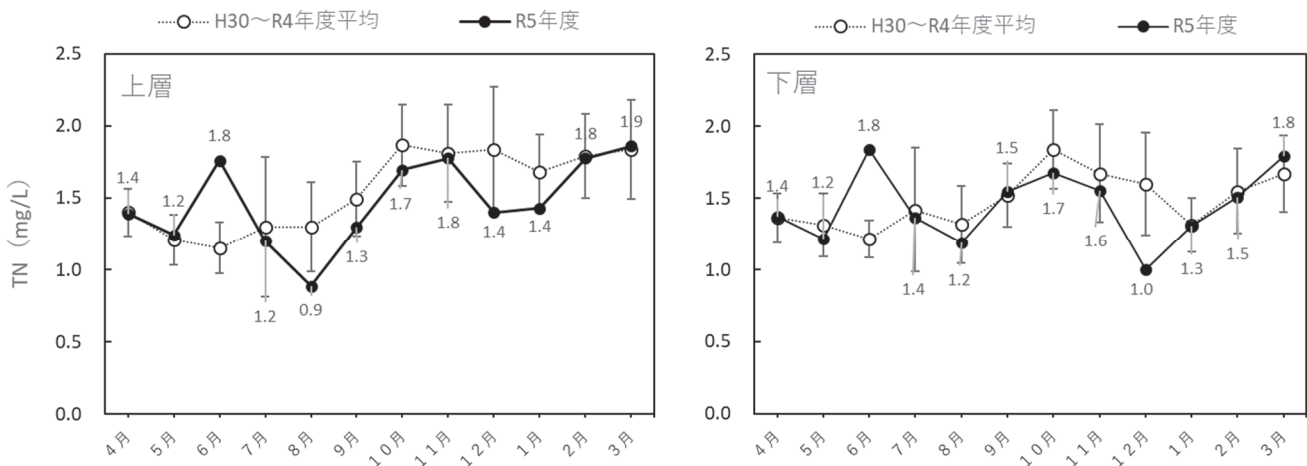 H30～R4年度平均
R5年度
上層
TN（mg/L）
2.5
2.0
1.5
1.0
0.5
0.0
1.4
1.2
1.8
1.2
0.9
1.3
1.7
1.8
1.4
1.4
1.8
1.9
4月
5月
6月
7月
8月
9月
10月
11月
12月
1月
2月
3月
H30～R4年度平均
R5年度
下層
2.5
2.0
1.5
1.0
0.5
0.0
1.4
1.2
1.8
1.4
1.2
1.5
1.7
1.6
1.0
1.3
1.5
1.8
4月
5月
6月
7月
8月
9月
10月
11月
12月
1月
2月
3月